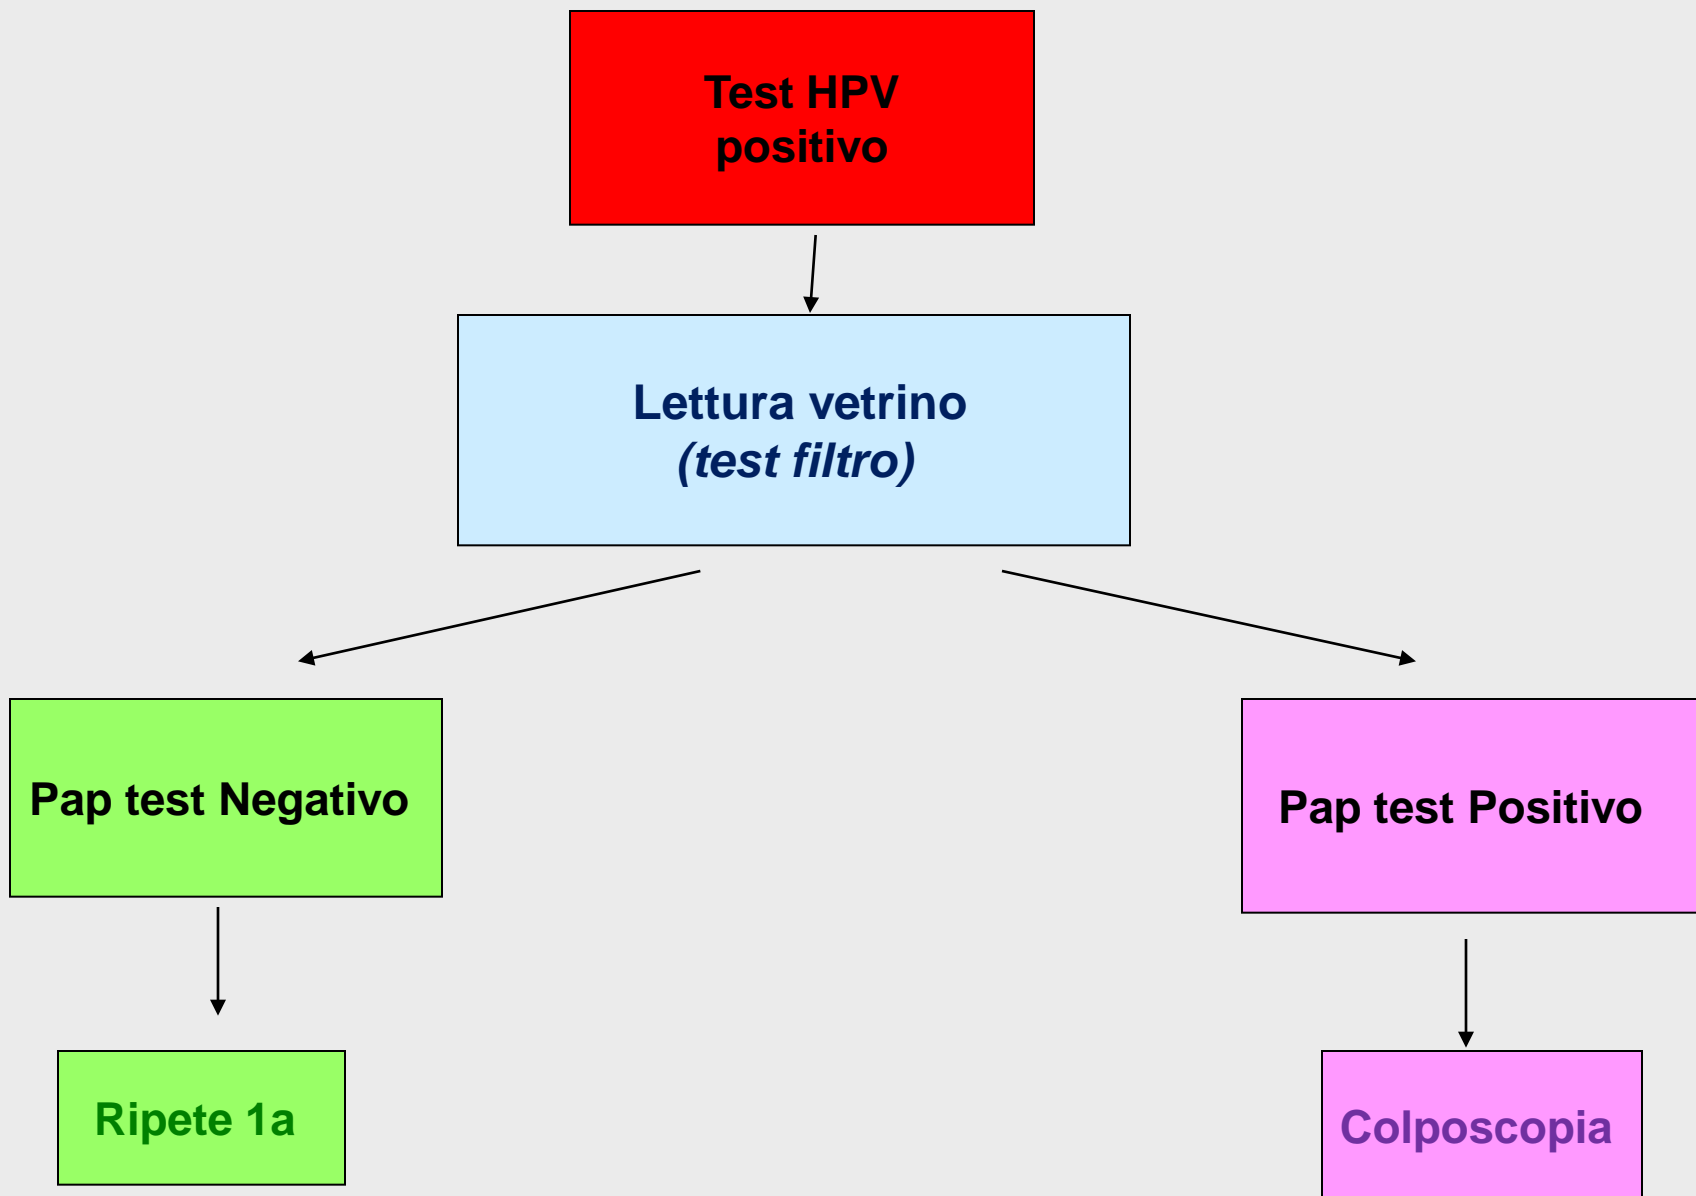 Test HPV
positivo
Lettura vetrino
(test filtro)
Pap test Negativo
Pap test Positivo
Ripete 1a
Colposcopia